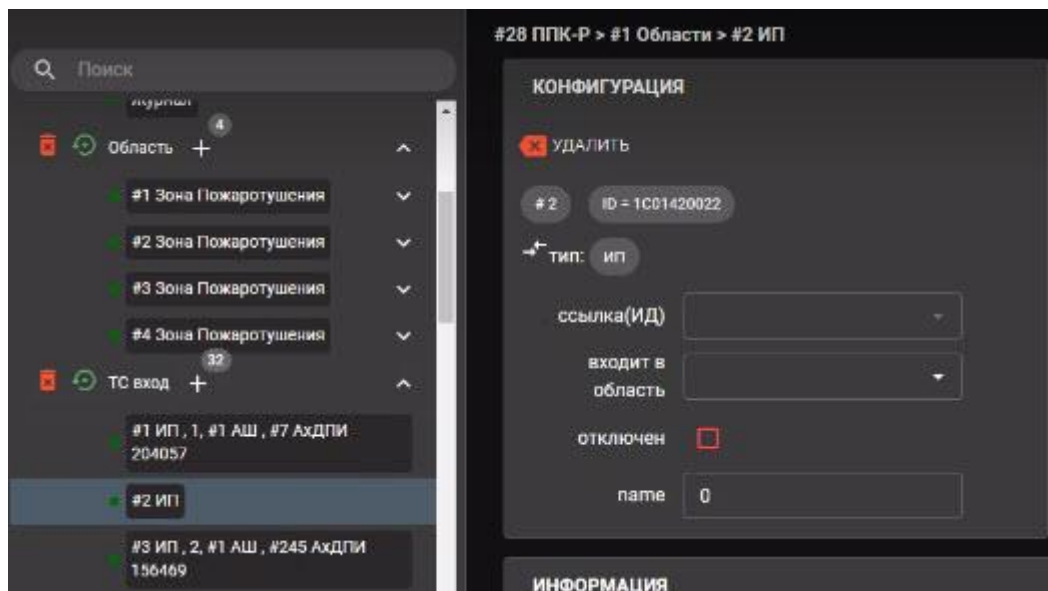 #28 ППК-Р > #1 Области > #2 ИП
Поиск
Журнал
4
Область +
#1 Зона Пожаротушения
#2 Зона Пожаротушения
#3 Зона Пожаротушения
#4 Зона Пожаротушения
32
ТС вход +
#1 ИП , 1, #1 АШ , #7 АхДПИ
204057
#2 ИП
#3 ИП , 2, #1 АШ , #245 АхДПИ
156469
КОНФИГУРАЦИЯ
УДАЛИТЬ
# 2 ID = 1C01420022
тип: ип
ссылка(ИД)
входит в
область
отключен
name 0
ИНФОРМАЦИЯ